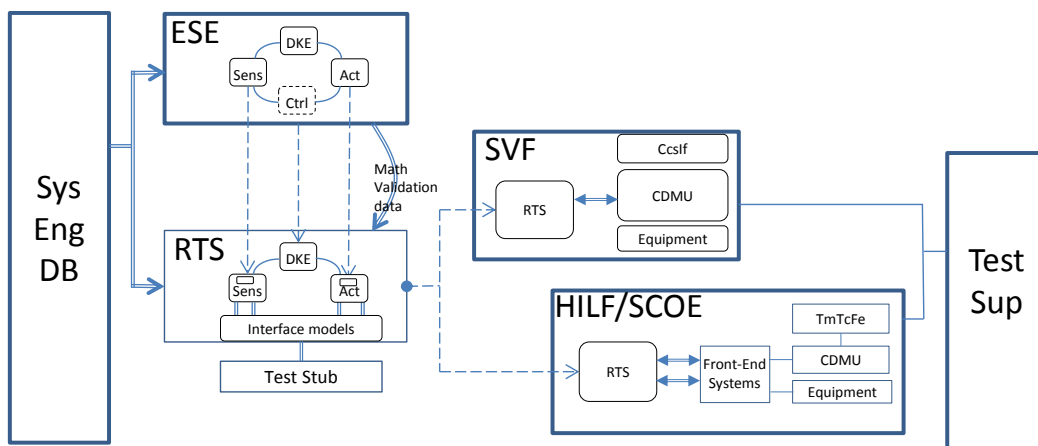 Sys
Eng
DB
ESE
DKE
Sens
Act
Ctrl
Math
Validation
data
RTS
DKE
Sens
Act
Interface models
Test Stub
SVF
CcsIf
RTS
CDMU
Equipment
HILF/SCOE
TmTcFe
RTS
Front-End
Systems
CDMU
Equipment
Test
Sup